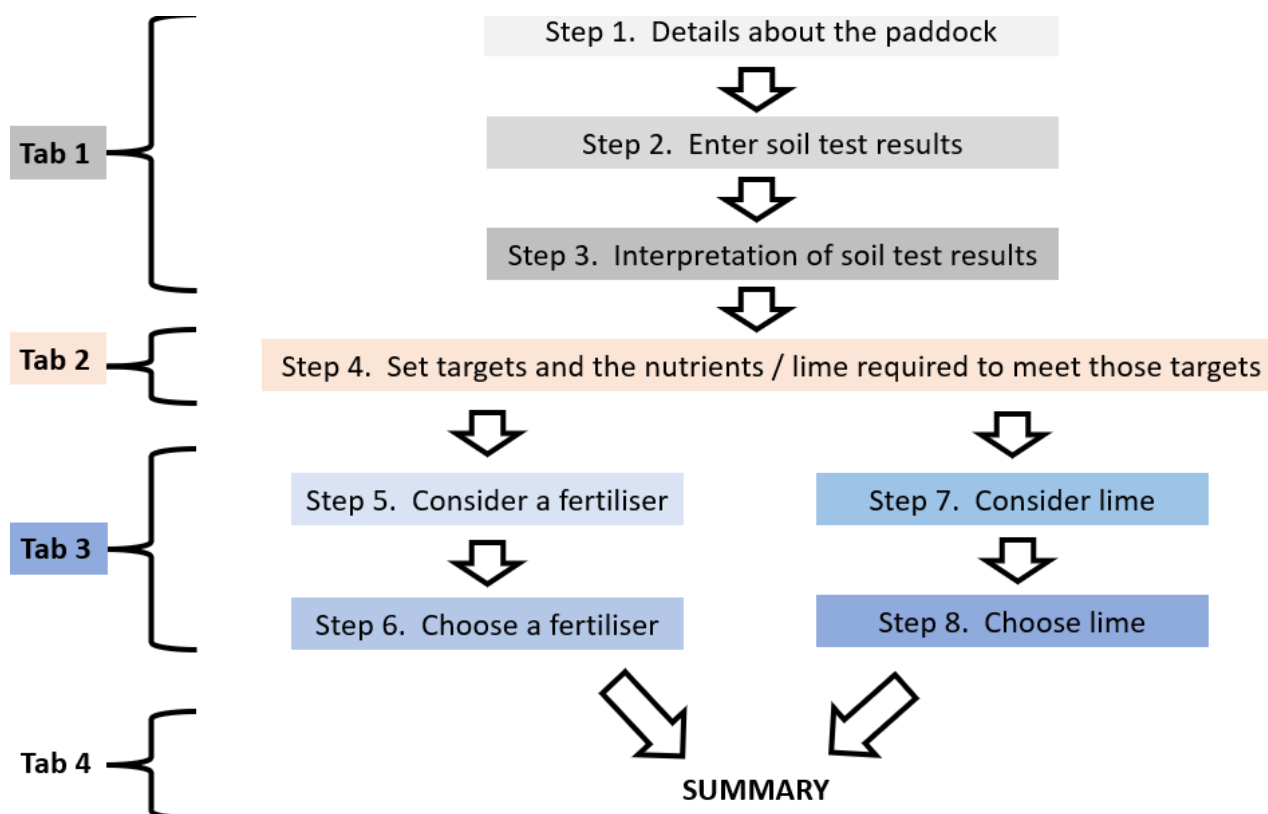 Step 1.  Details about the paddock
Tab 1
Step 2.  Enter soil test results
Step 3.  Interpretation of soil test results
Tab 2
Step 4.  Set targets and the nutrients / lime required to meet those targets
Step 5.  Consider a fertiliser
Step 7.  Consider lime
Tab 3
Step 6.  Choose a fertiliser
Step 8.  Choose lime
Tab 4
SUMMARY